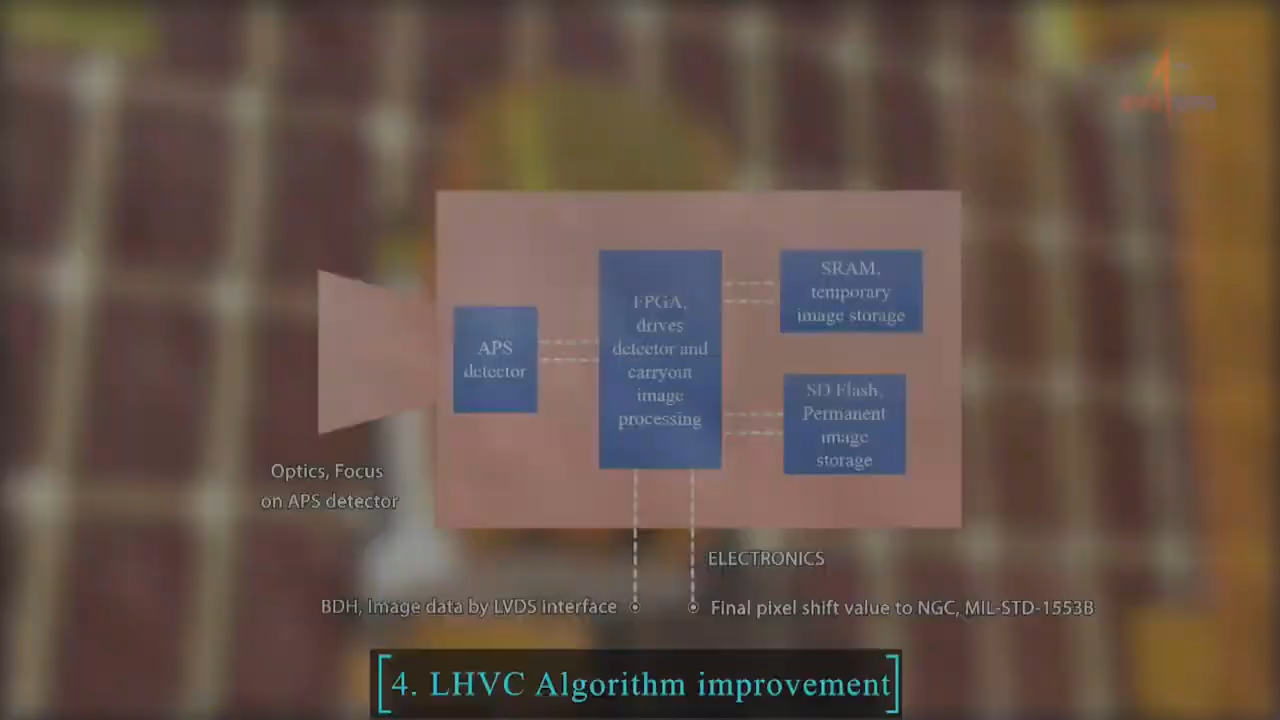 SRAM,
temporary
image storage
FPGA,
drives
detector and
carryout
image
processing
APS
detector
SD Flash,
Permanent
image
storage
Optics, Focus
on APS detector
ELECTRONICS
BDH, Image data by LVDS interface
Final pixel shift value to NGC, MIL-STD-1553B
[4. LHVC Algorithm improvement]